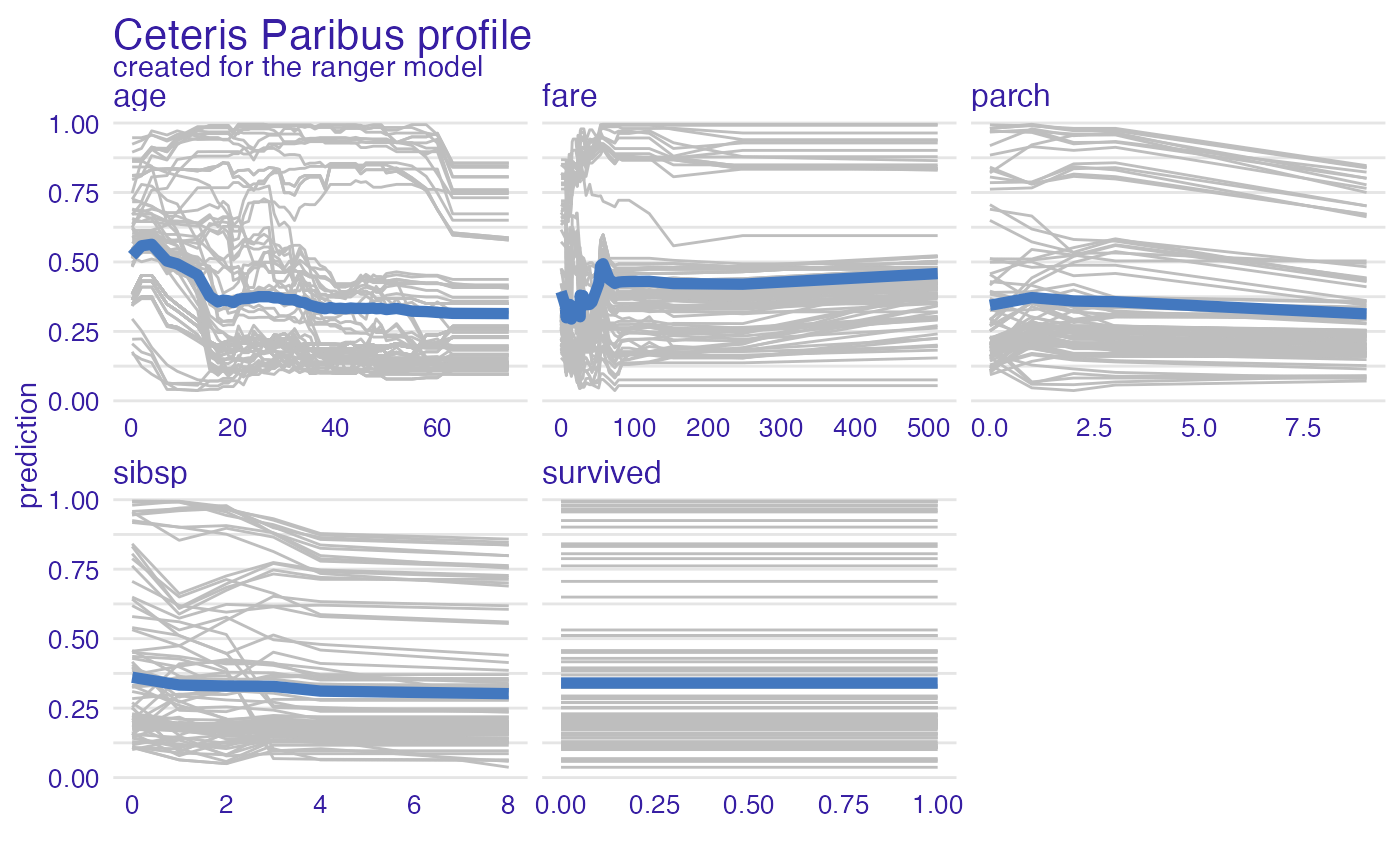 Ceteris Paribus profile
created for the ranger model
age
fare
parch
1.00
0.75
0.50
0.25
0.00
0 20 40 60
0 100 200 300 400 500
0.0 2.5 5.0 7.5
prediction
sibsp
survived
1.00
0.75
0.50
0.25
0.00
0 2 4 6 8
0.00 0.25 0.50 0.75 1.00